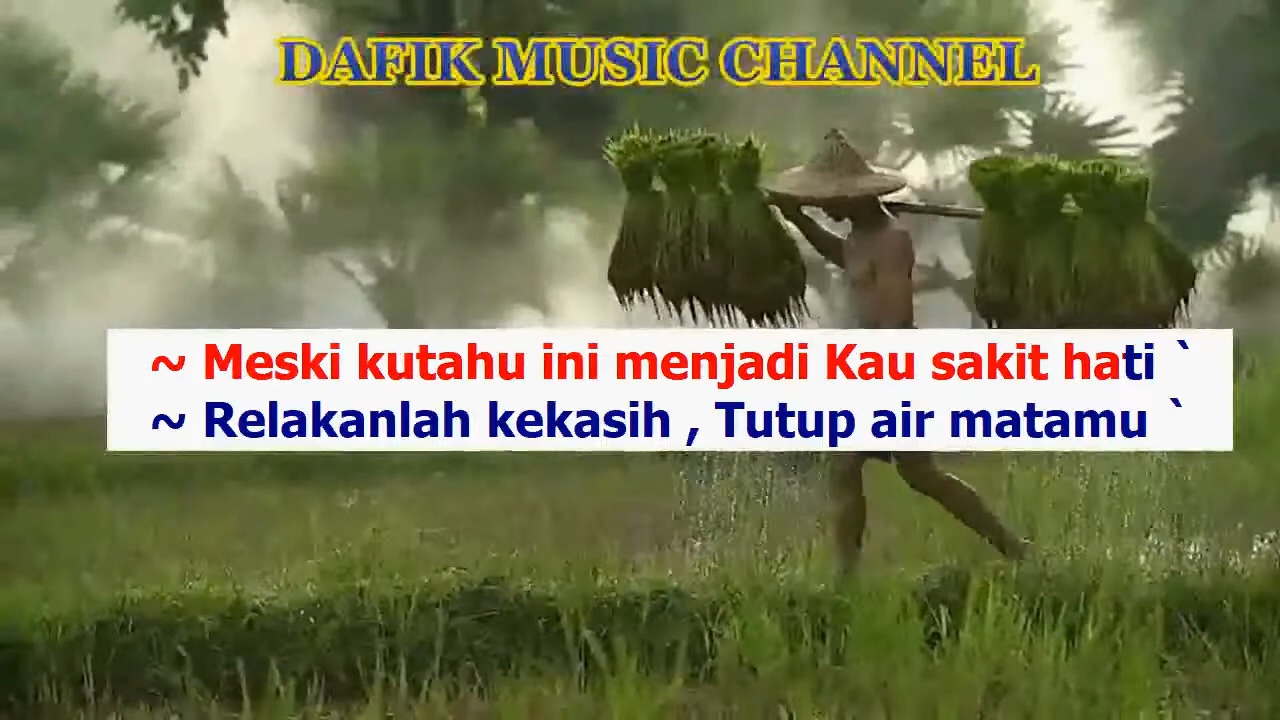 DAFIK MUSIC CHANNEL
~ Meski kutahu ini menjadi Kau sakit hati `
~ Relakanlah kekasih , Tutup air matamu `